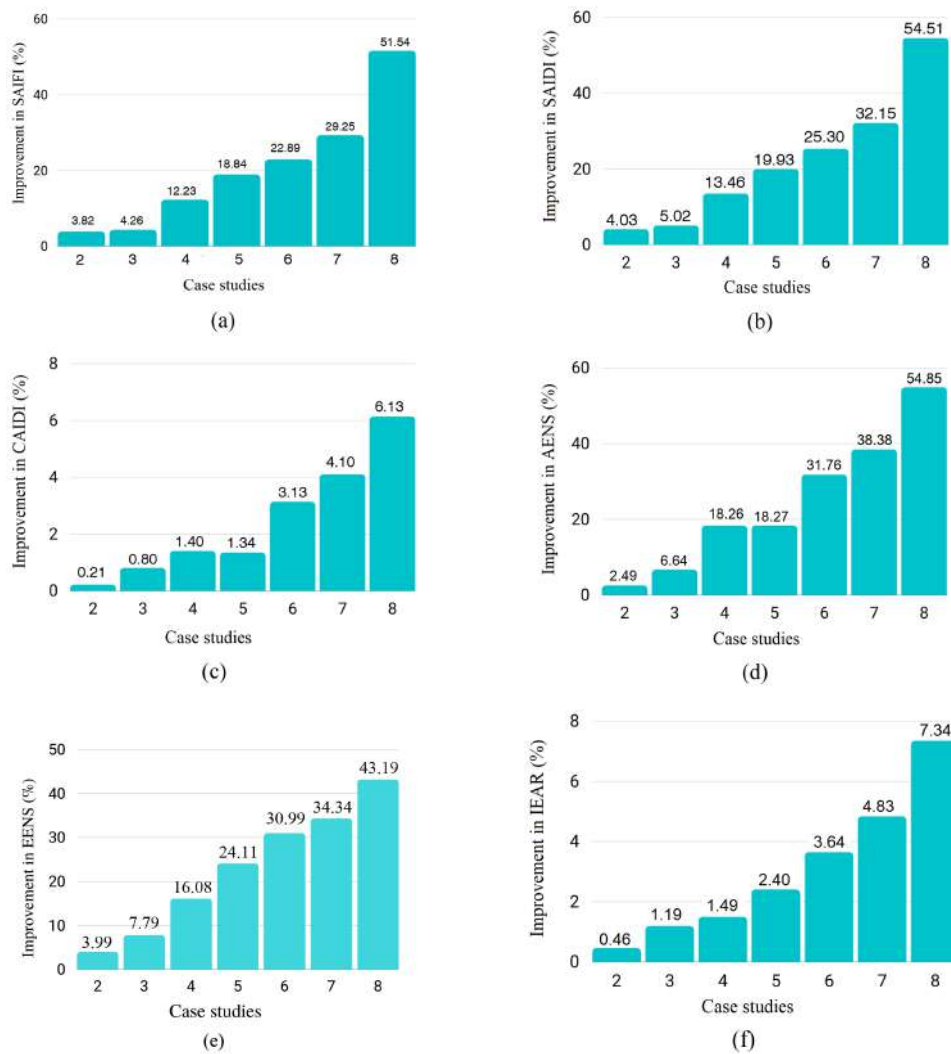 Improvement in SAIFI (%)
60
40
20
0
3.82
4.26
12.23
18.84
22.89
29.25
51.54
2 3 4 5 6 7 8
Case studies
(a)
Improvement in SAIDI (%)
60
40
20
0
4.03
5.02
13.46
19.93
25.30
32.15
54.51
2 3 4 5 6 7 8
Case studies
(b)
Improvement in CAIDI (%)
8
6
4
2
0
0.21
0.80
1.40
1.34
3.13
4.10
6.13
2 3 4 5 6 7 8
Case studies
(c)
Improvement in AENS (%)
60
40
20
0
2.49
6.64
18.26
18.27
31.76
38.38
54.85
2 3 4 5 6 7 8
Case studies
(d)
Improvement in EENS (%)
50
40
30
20
10
0
3.99
7.79
16.08
24.11
30.99
34.34
43.19
2 3 4 5 6 7 8
Case studies
(e)
Improvement in IEAR (%)
8
6
4
2
0
0.46
1.19
1.49
2.40
3.64
4.83
7.34
2 3 4 5 6 7 8
Case studies
(f)